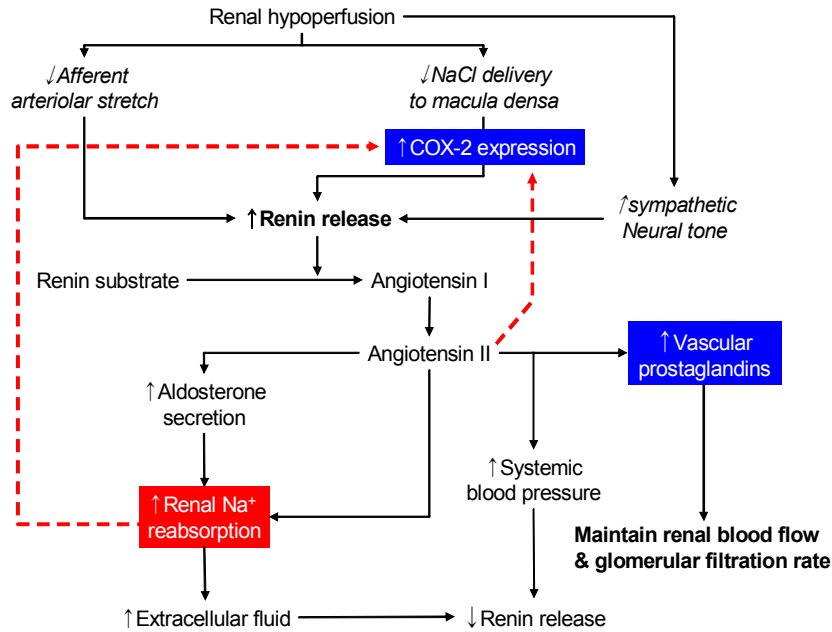 Renal hypoperfusion
↓Afferent
arteriolar stretch
↓NaCl delivery
to macula densa
↑COX-2 expression
↑Renin release
↑sympathetic
Neural tone
Renin substrate
Angiotensin I
Angiotensin II
↑Vascular
prostaglandins
↑Aldosterone
secretion
↑Systemic
blood pressure
↑Renal Na⁺
reabsorption
Maintain renal blood flow
& glomerular filtration rate
↑Extracellular fluid
↓Renin release